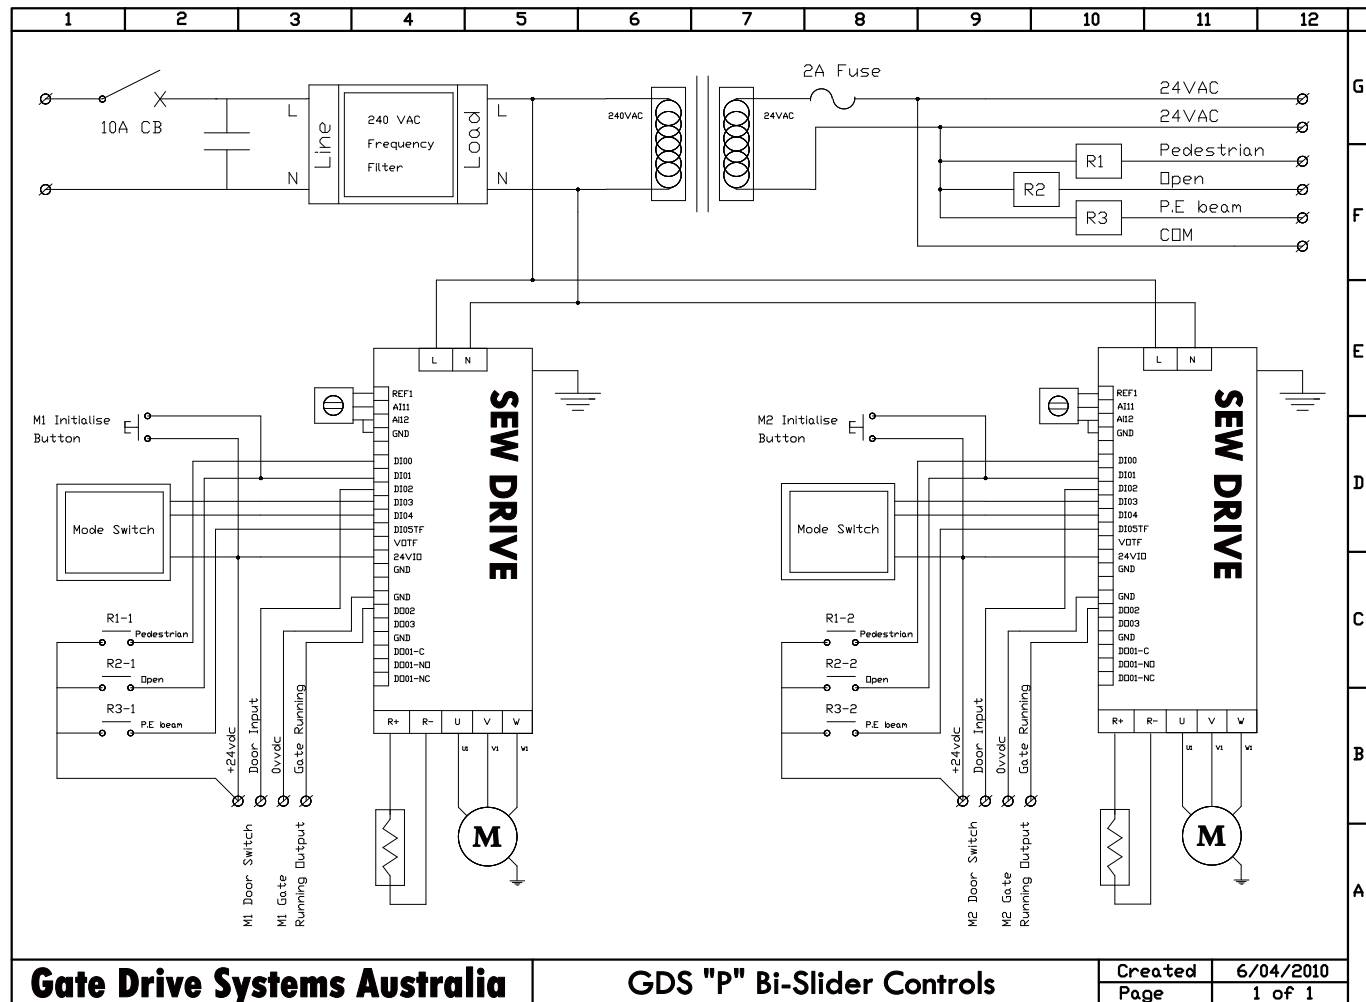 1 2 3 4 5 6 7 8 9 10 11 12
G
F
E
D
C
B
A
10A CB
L
N
Line
240 VAC
Frequency
Filter
Load
L
N
240VAC
24VAC
2A Fuse
24VAC
24VAC
R1 Pedestrian
R2 Open
R3 P.E beam
COM
L N
SEW DRIVE
REF1
AI11
AI12
GND
DI00
DI01
DI02
DI03
DI04
DI05TF
VOTF
24VIO
GND
GND
DO02
DO03
GND
DO01-C
DO01-NO
DO01-NC
R+ R- U V W
U1 V1 W1
M
M1 Initialise
Button
Mode Switch
R1-1
Pedestrian
R2-1
Open
R3-1
P.E beam
+24vdc
Door Input
0vvdc
Gate Running
M1 Door Switch
M1 Gate
Running Output
L N
SEW DRIVE
REF1
AI11
AI12
GND
DI00
DI01
DI02
DI03
DI04
DI05TF
VOTF
24VIO
GND
GND
DO02
DO03
GND
DO01-C
DO01-NO
DO01-NC
R+ R- U V W
U1 V1 W1
M
M2 Initialise
Button
Mode Switch
R1-2
Pedestrian
R2-2
Open
R3-2
P.E beam
+24vdc
Door Input
0vvdc
Gate Running
M2 Door Switch
M2 Gate
Running Output
Gate Drive Systems Australia
GDS "P" Bi-Slider Controls
Created 6/04/2010
Page 1 of 1